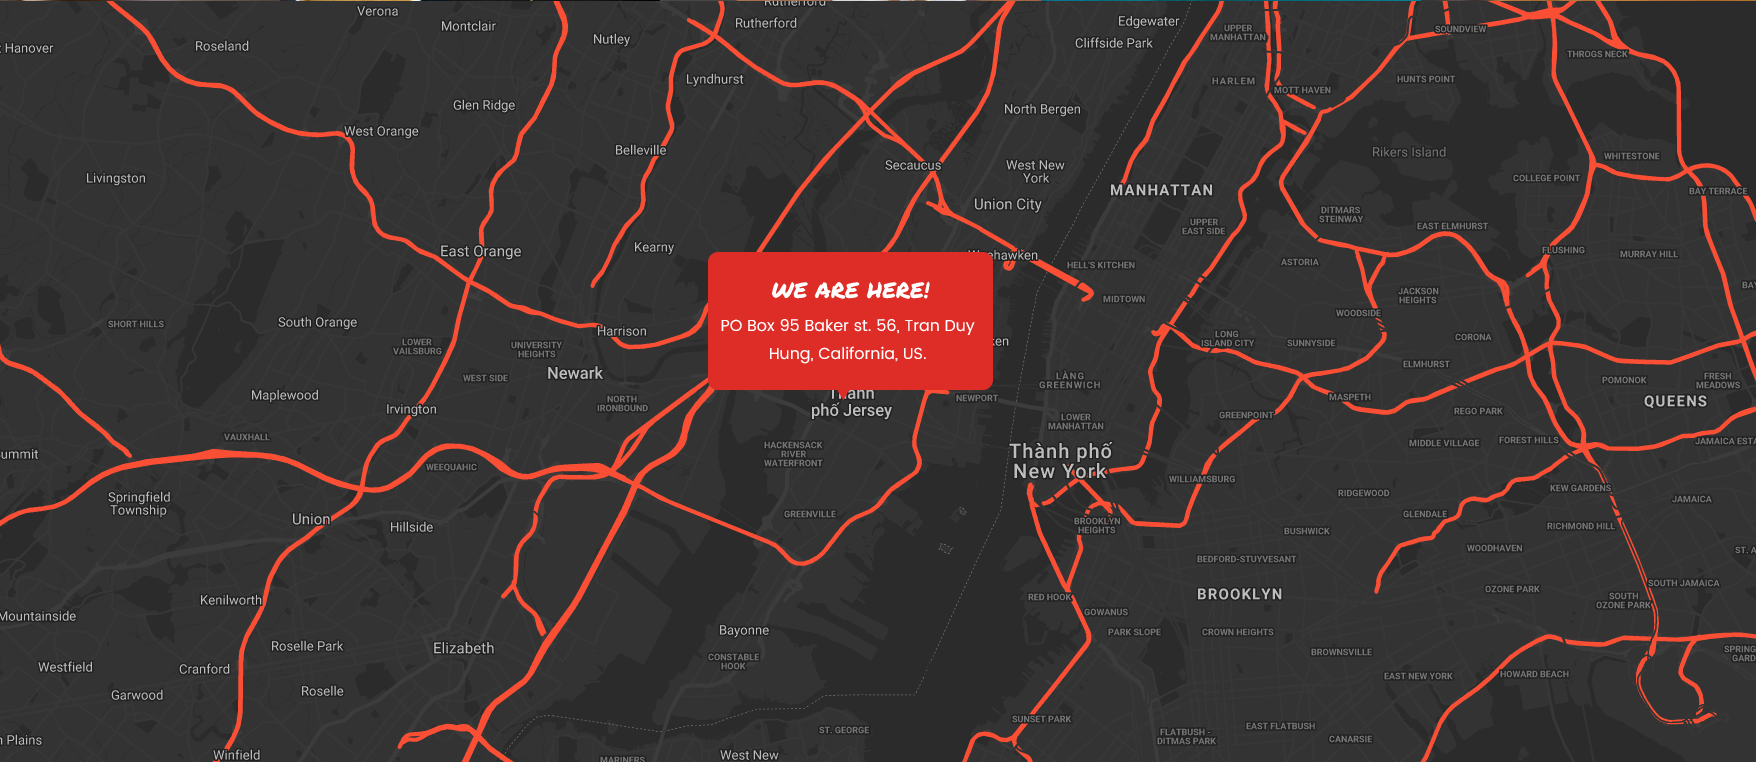 Verona
Rutherford
Montclair
Rutherford
Edgewater
Nutley
Cliffside Park
UPPER
MANHATTAN
SOUNDVIEW
Hanover
Roseland
THROGS NECK
Lyndhurst
HARLEM
HUNTS POINT
MOTT HAVEN
Glen Ridge
North Bergen
West Orange
Belleville
Rikers Island
WHITESTONE
Secaucus
West New
York
Livingston
COLLEGE POINT
MANHATTAN
BAY TERRACE
Union City
DITMARS
STEINWAY
UPPER
EAST SIDE
EAST ELMHURST
East Orange
Kearny
Weehawken
FLUSHING
MURRAY HILL
HELL'S KITCHEN
ASTORIA
WE ARE HERE!
PO Box 95 Baker st. 56, Tran Duy
Hung, California, US.
MIDTOWN
JACKSON
HEIGHTS
WOODSIDE
SHORT HILLS
South Orange
Harrison
LOWER
VAILSBURG
UNIVERSITY
HEIGHTS
LONG
ISLAND CITY
SUNNYSIDE
CORONA
ELMHURST
Newark
WEST SIDE
LÀNG
GREENWICH
POMONOK
FRESH
MEADOWS
Maplewood
Irvington
NORTH
IRONBOUND
Thành
phố Jersey
NEWPORT
MASPETH
QUEENS
LOWER
MANHATTAN
GREENPOINT
REGO PARK
VAUXHALL
HACKENSACK
RIVER
WATERFRONT
MIDDLE VILLAGE
FOREST HILLS
JAMAICA ESTA
ummit
WEEQUAHIC
Thành phố
New York
WILLIAMSBURG
RIDGEWOOD
KEW GARDENS
JAMAICA
Springfield
Township
Union
Hillside
GREENVILLE
BROOKLYN
HEIGHTS
GLENDALE
BUSHWICK
RICHMOND HILL
WOODHAVEN
ST. A
BEDFORD-STUYVESANT
SOUTH JAMAICA
Kenilworth
RED HOOK
BROOKLYN
OZONE PARK
SOUTH
OZONE PARK
Mountainside
GOWANUS
Bayonne
PARK SLOPE
CROWN HEIGHTS
Roselle Park
Elizabeth
BROWNSVILLE
SPRING
GARD
Westfield
Cranford
CONSTABLE
HOOK
EAST NEW YORK
HOWARD BEACH
Garwood
Roselle
SUNSET PARK
ST. GEORGE
EAST FLATBUSH
FLATBUSH -
DITMAS PARK
CANARSIE
Plains
Winfield
West New
MARINERS